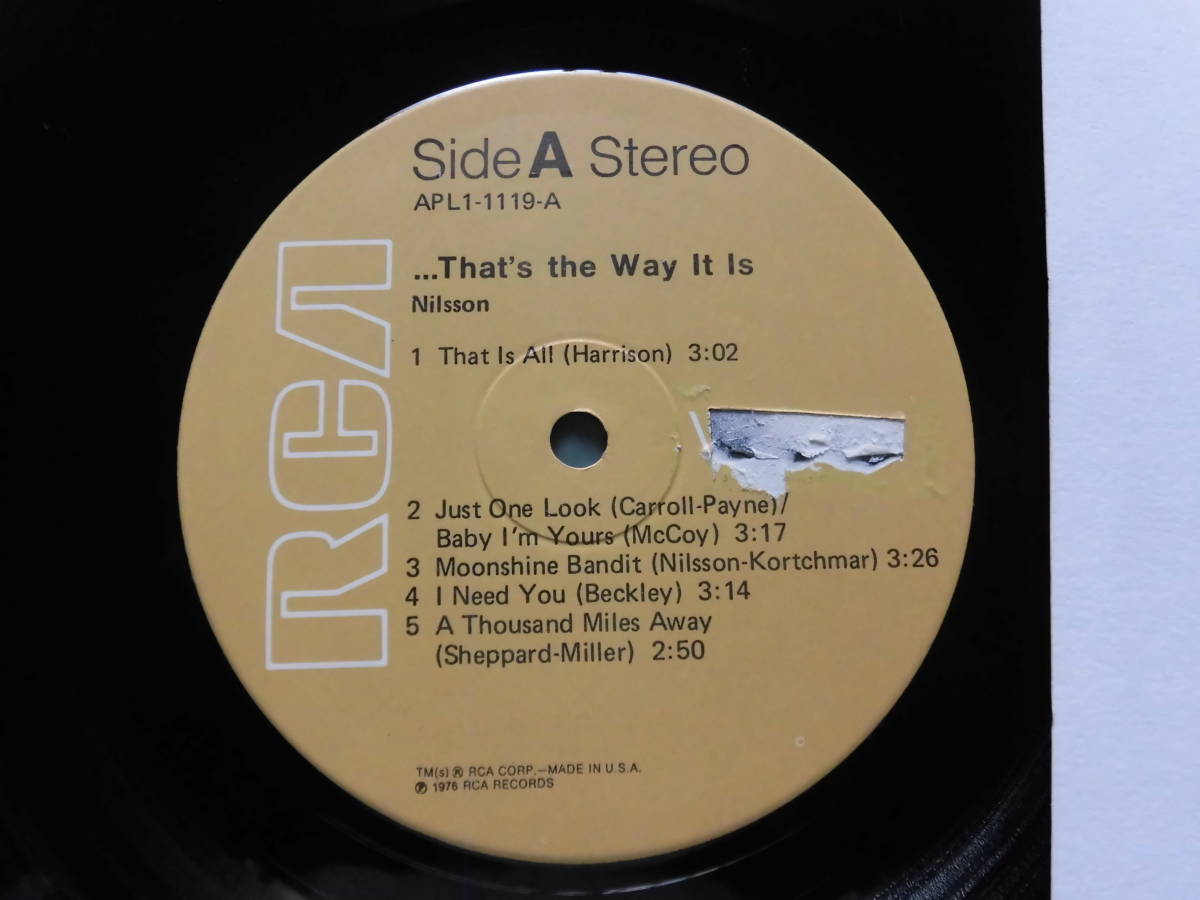 Side A Stereo
APL1-1119-A
...That's the Way It Is
Nilsson
1 That Is All (Harrison) 3:02
2 Just One Look (Carroll-Payne)/
Baby I'm Yours (McCoy) 3:17
3 Moonshine Bandit (Nilsson-Kortchmar) 3:26
4 I Need You (Beckley) 3:14
5 A Thousand Miles Away
(Sheppard-Miller) 2:50
RCA
TM(s) ® RCA CORP.—MADE IN U.S.A.
℗ 1976 RCA RECORDS